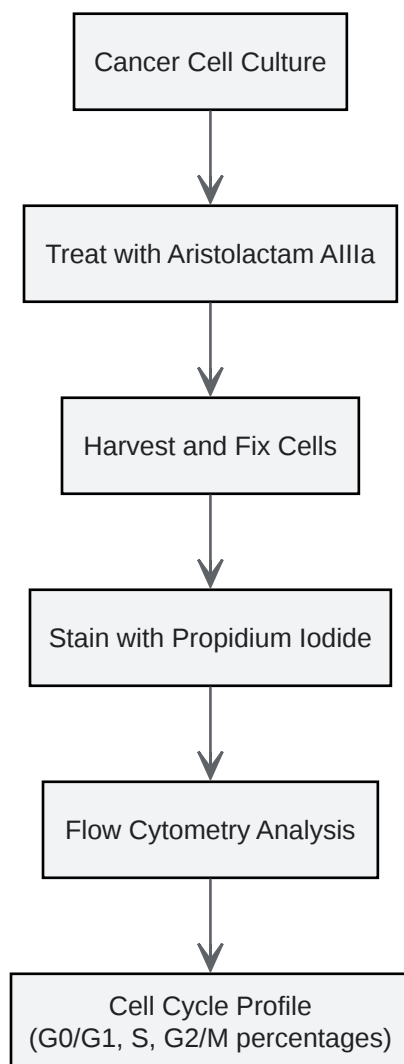 Cancer Cell Culture
Treat with Aristolactam AIIIa
Harvest and Fix Cells
Stain with Propidium Iodide
Flow Cytometry Analysis
Cell Cycle Profile
(G0/G1, S, G2/M percentages)